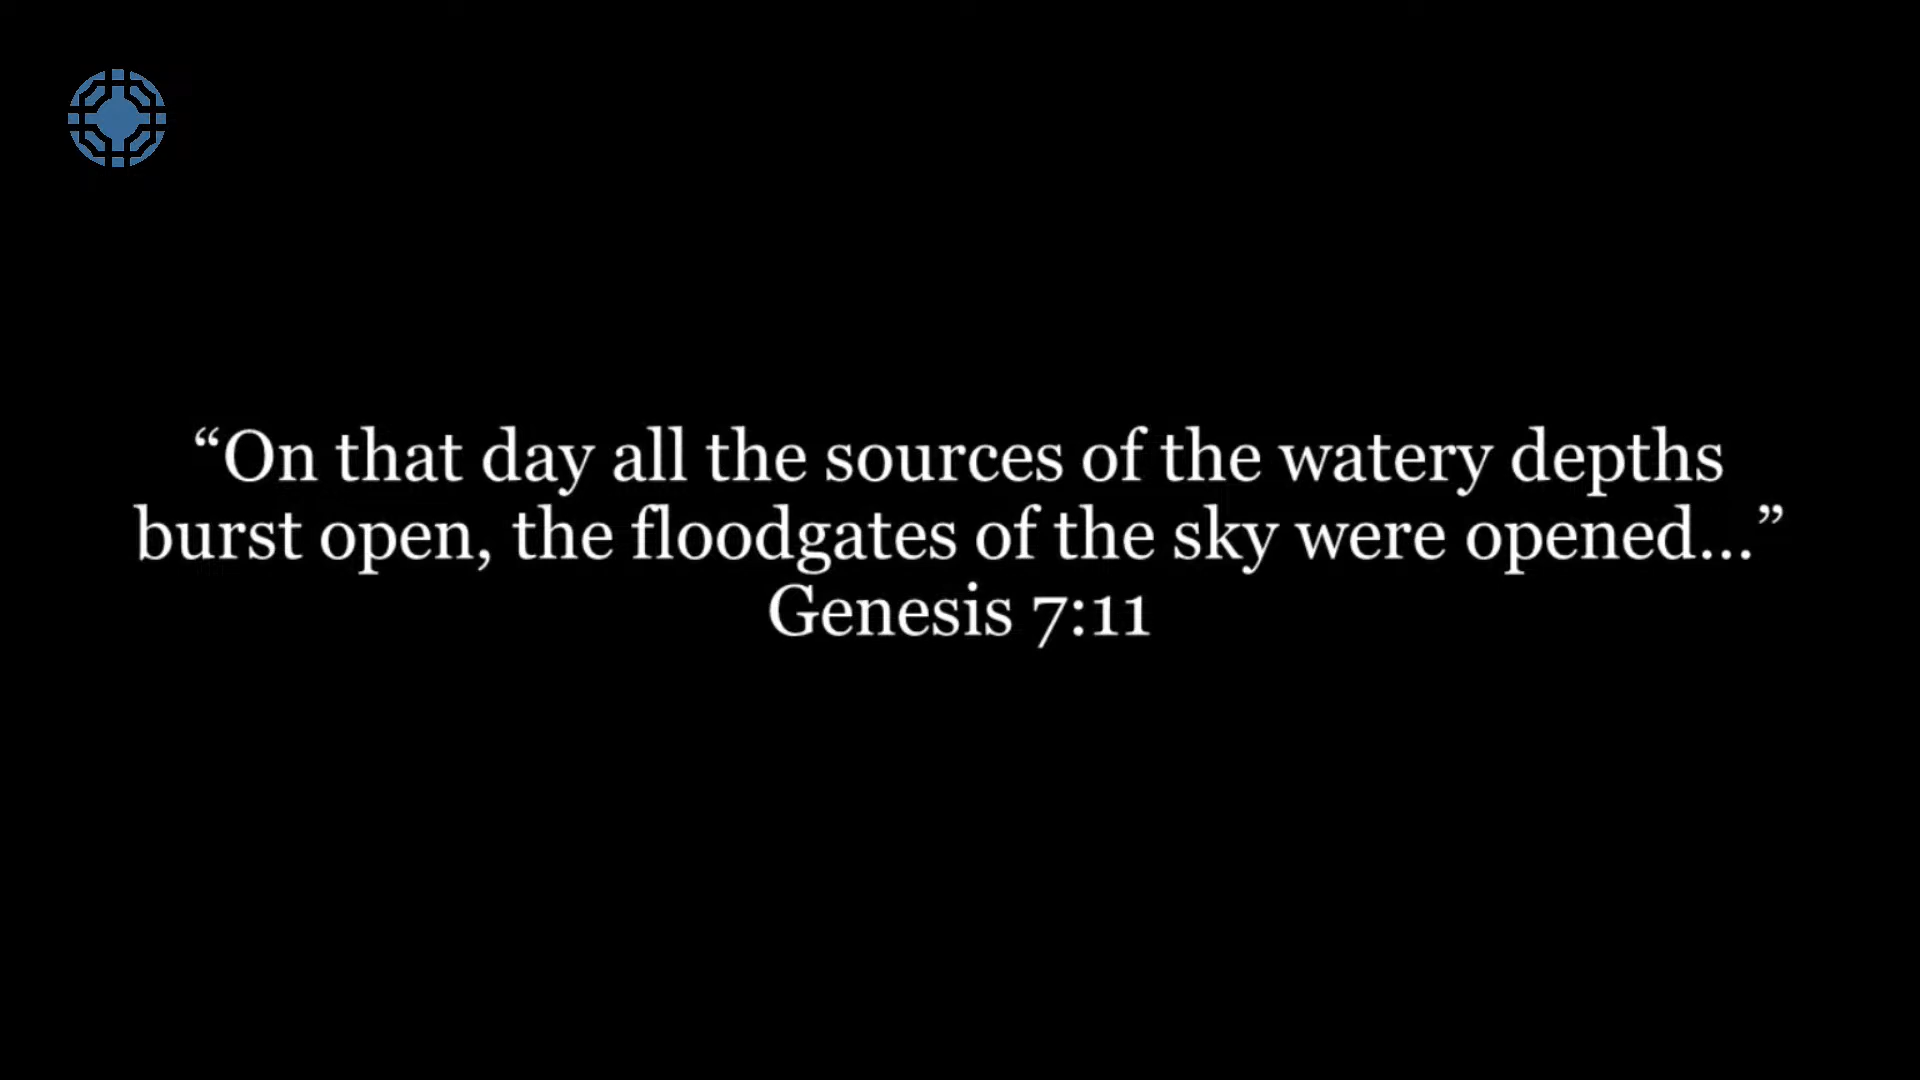 “On that day all the sources of the watery depths
burst open, the floodgates of the sky were opened...”
Genesis 7:11